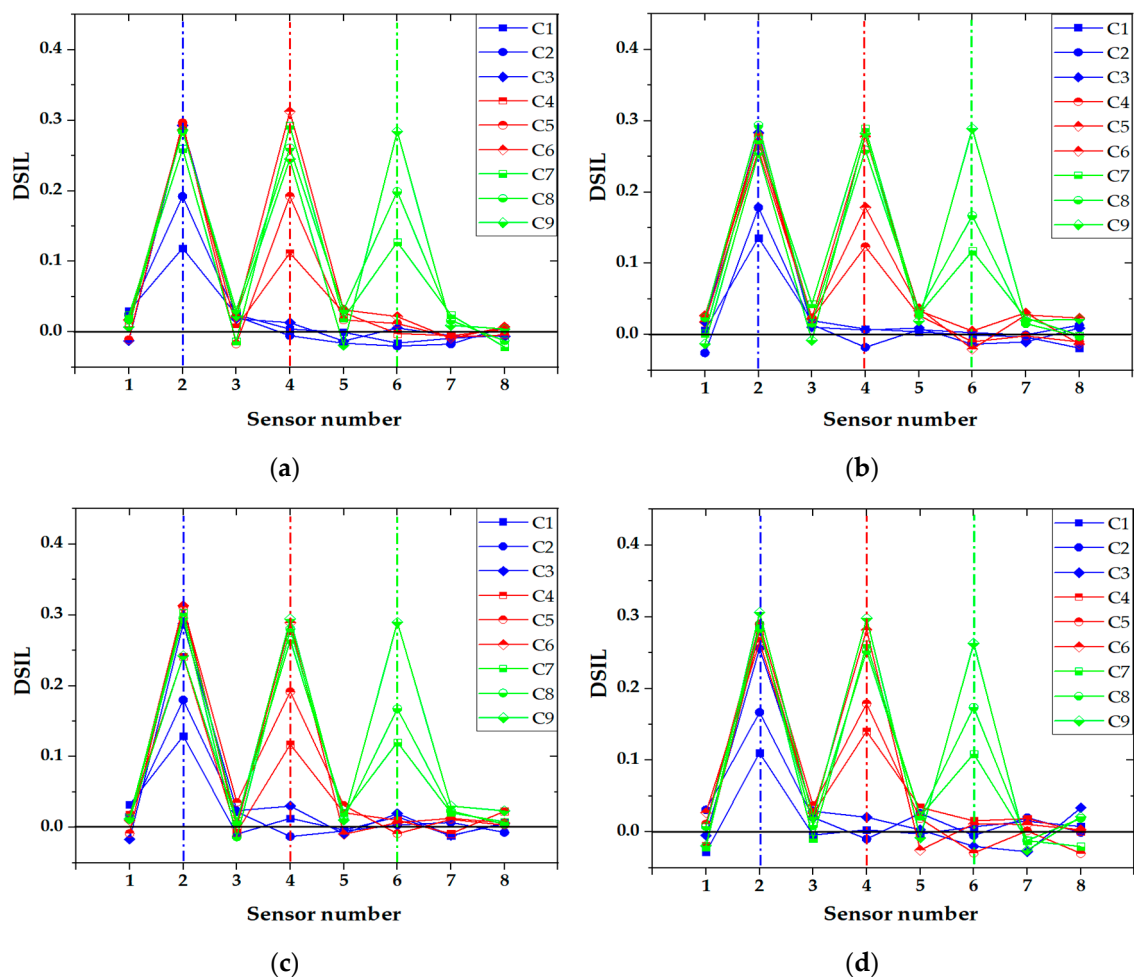 0.4
0.3
0.2
0.1
0.0
DSIL
1 2 3 4 5 6 7 8
Sensor number
C1
C2
C3
C4
C5
C6
C7
C8
C9
(a)
0.4
0.3
0.2
0.1
0.0
DSIL
1 2 3 4 5 6 7 8
Sensor number
C1
C2
C3
C4
C5
C6
C7
C8
C9
(b)
0.4
0.3
0.2
0.1
0.0
DSIL
1 2 3 4 5 6 7 8
Sensor number
C1
C2
C3
C4
C5
C6
C7
C8
C9
(c)
0.4
0.3
0.2
0.1
0.0
DSIL
1 2 3 4 5 6 7 8
Sensor number
C1
C2
C3
C4
C5
C6
C7
C8
C9
(d)